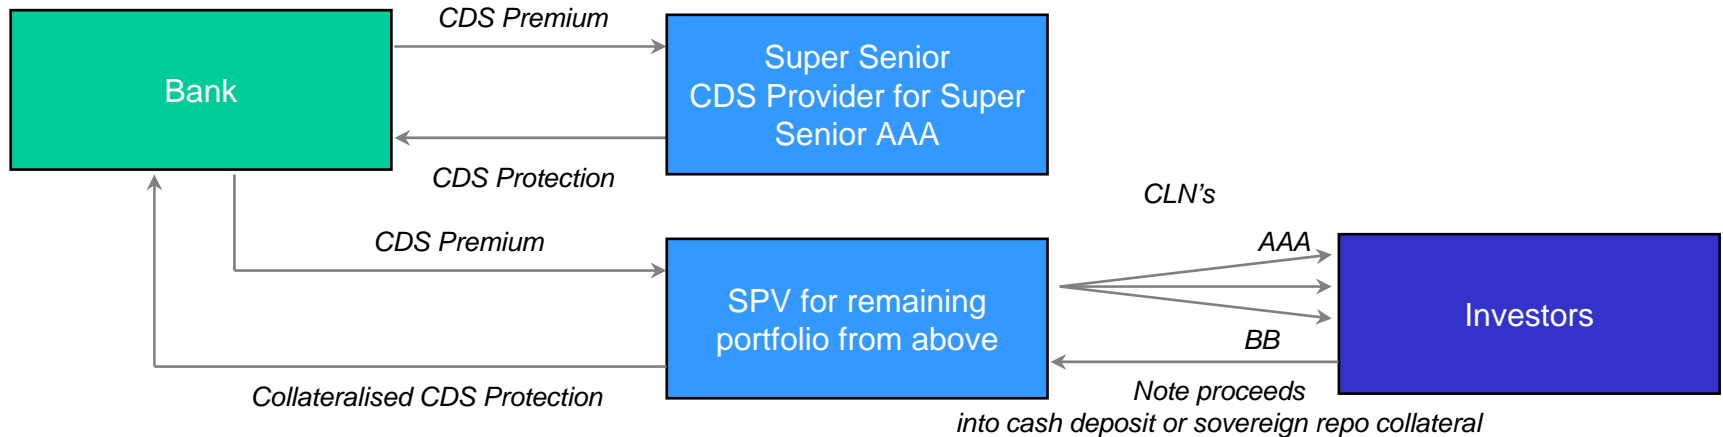 CDS Premium
Bank
Super Senior
CDS Provider for Super
Senior AAA
CDS Protection
CLN's
CDS Premium
AAA
SPV for remaining
portfolio from above
Investors
BB
Collateralised CDS Protection
Note proceeds
into cash deposit or sovereign repo collateral